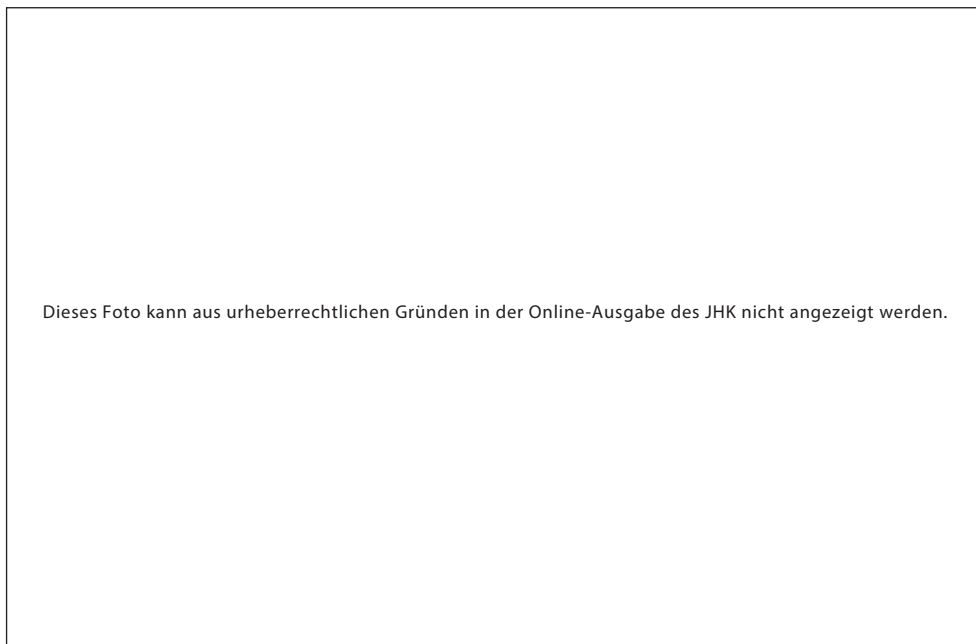 Dieses Foto kann aus urheberrechtlichen Gründen in der Online-Ausgabe des JHK nicht angezeigt werden.